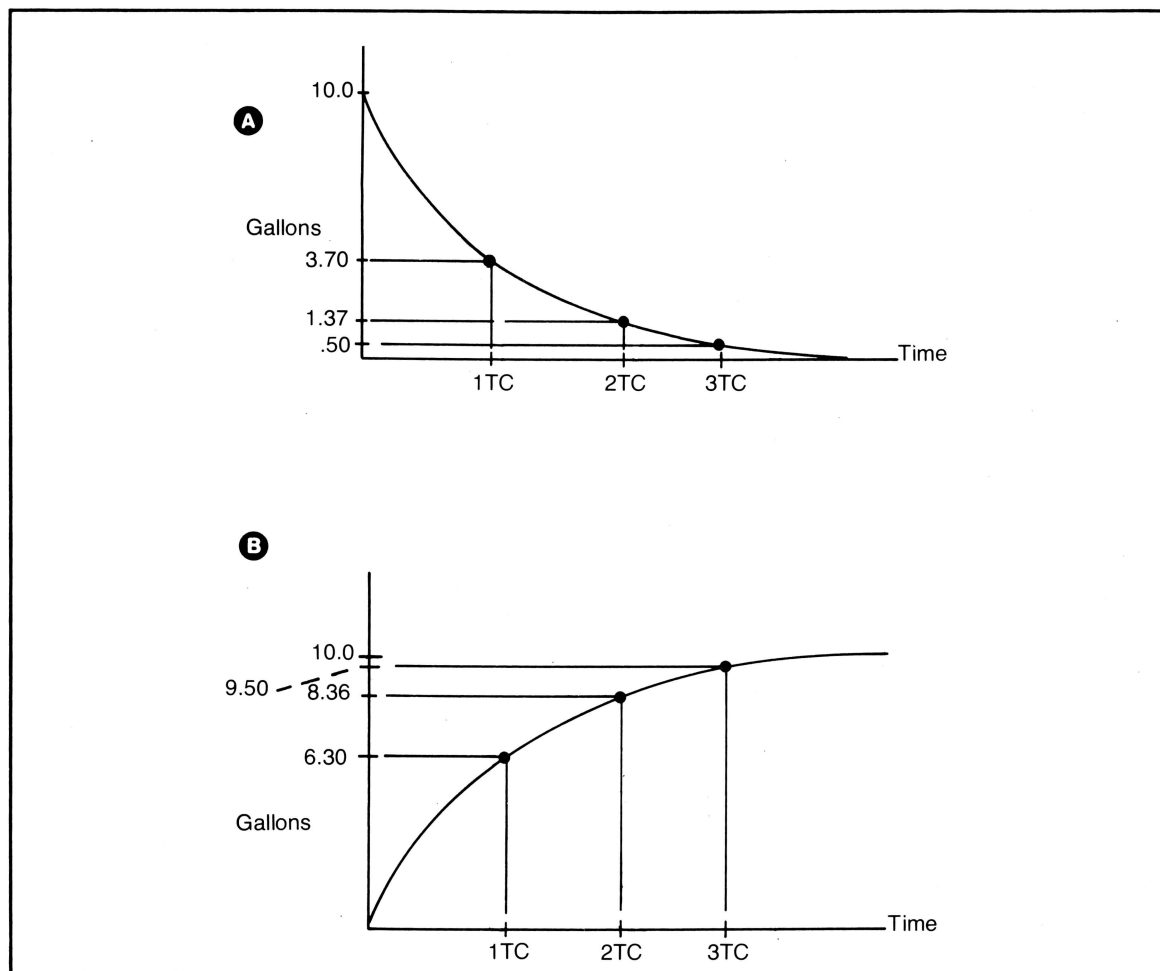 A
10.0
Gallons
3.70
1.37
.50
Time
1TC 2TC 3TC
B
10.0
9.50
8.36
6.30
Gallons
Time
1TC 2TC 3TC